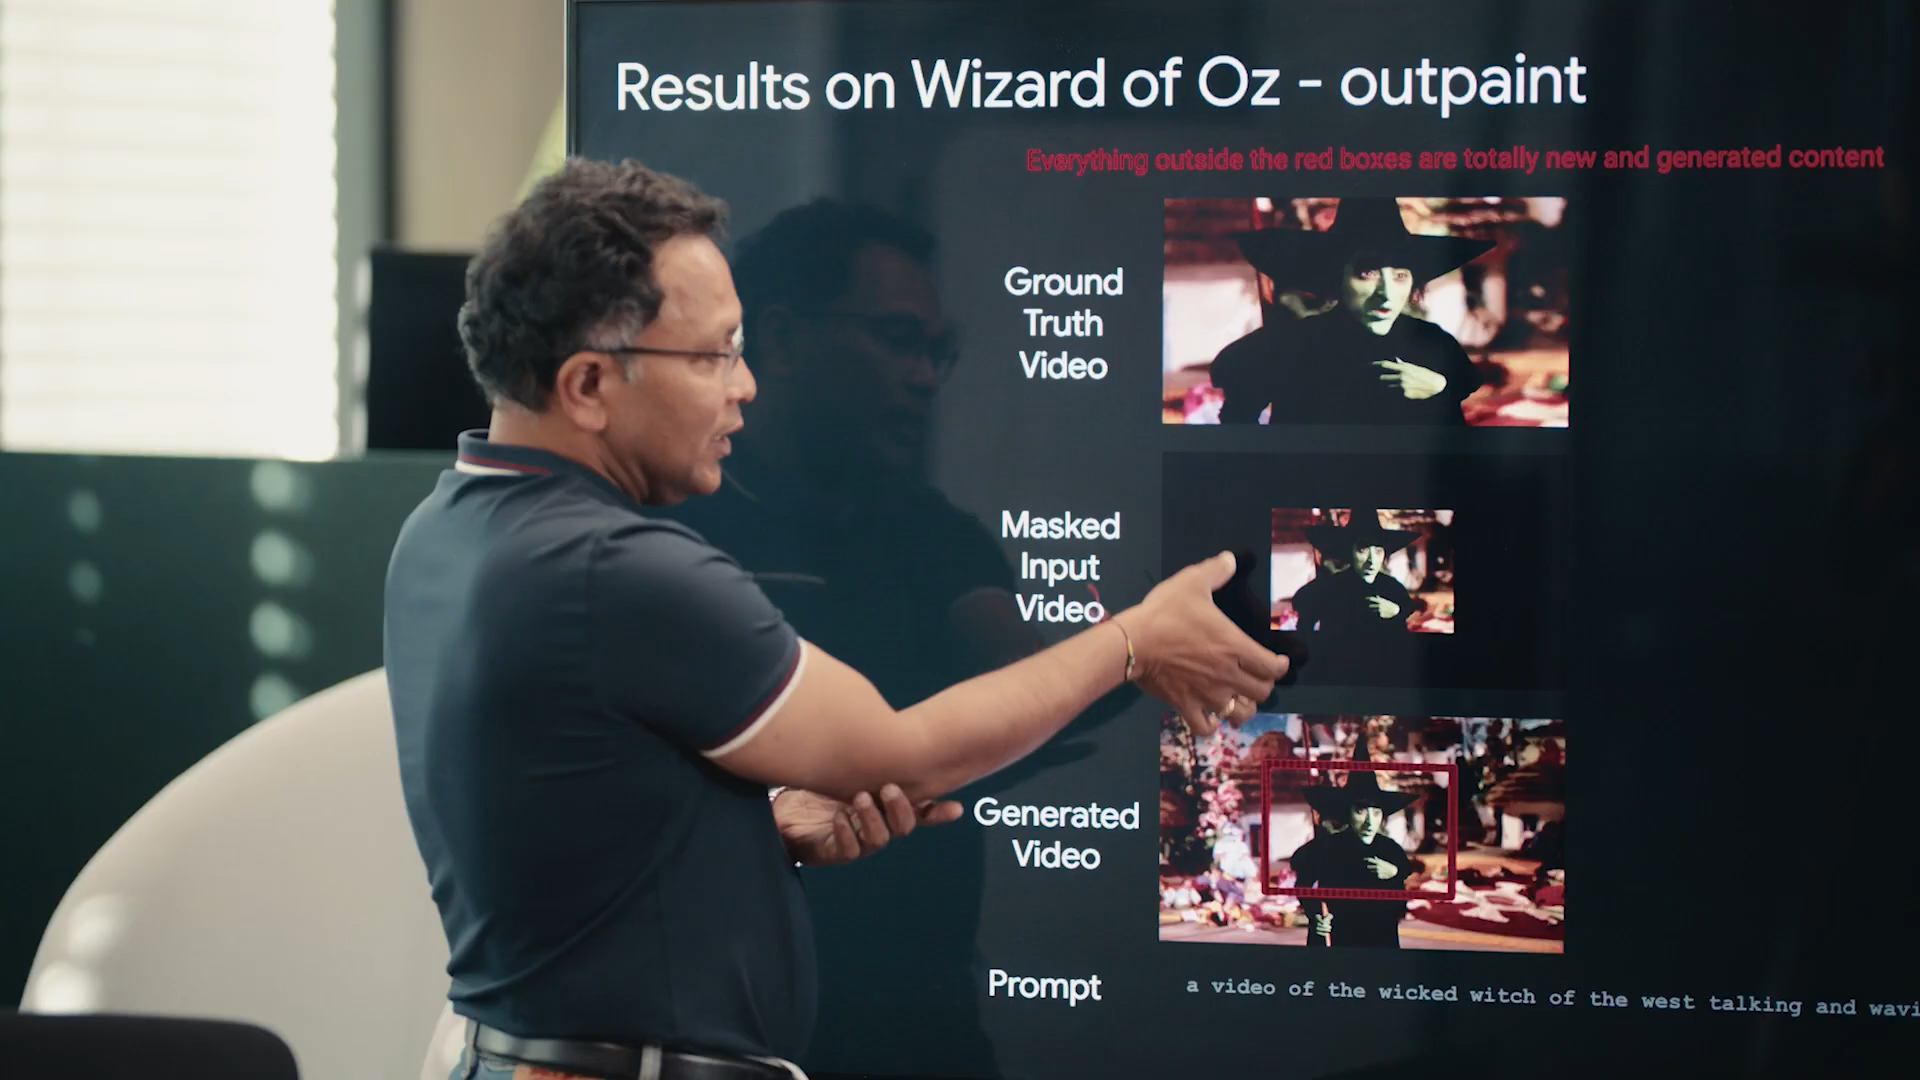 Results on Wizard of Oz - outpaint
Everything outside the red boxes are totally new and generated content
Ground
Truth
Video
Masked
Input
Video
Generated
Video
Prompt
a video of the wicked witch of the west talking and wavi